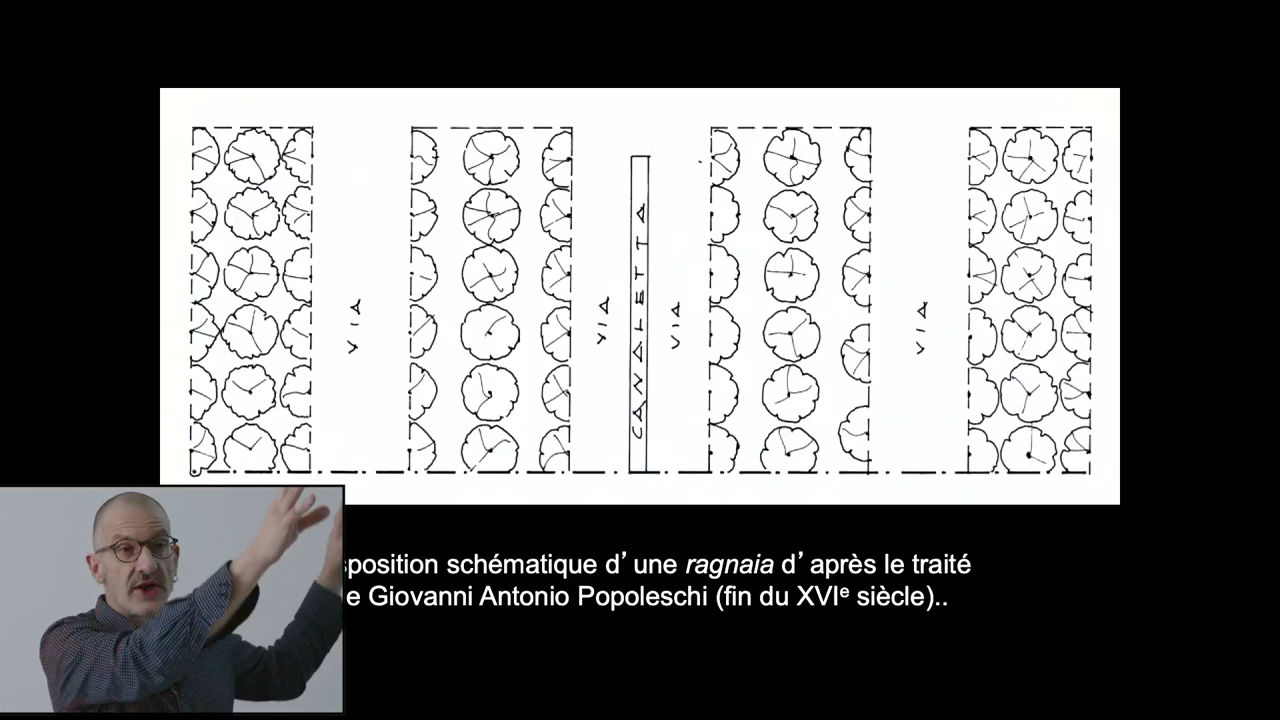 VIA
VIA
CANALETTA
VIA
VIA
sposition schématique d’une ragnaia d’après le traité
e Giovanni Antonio Popoleschi (fin du XVIᵉ siècle)..